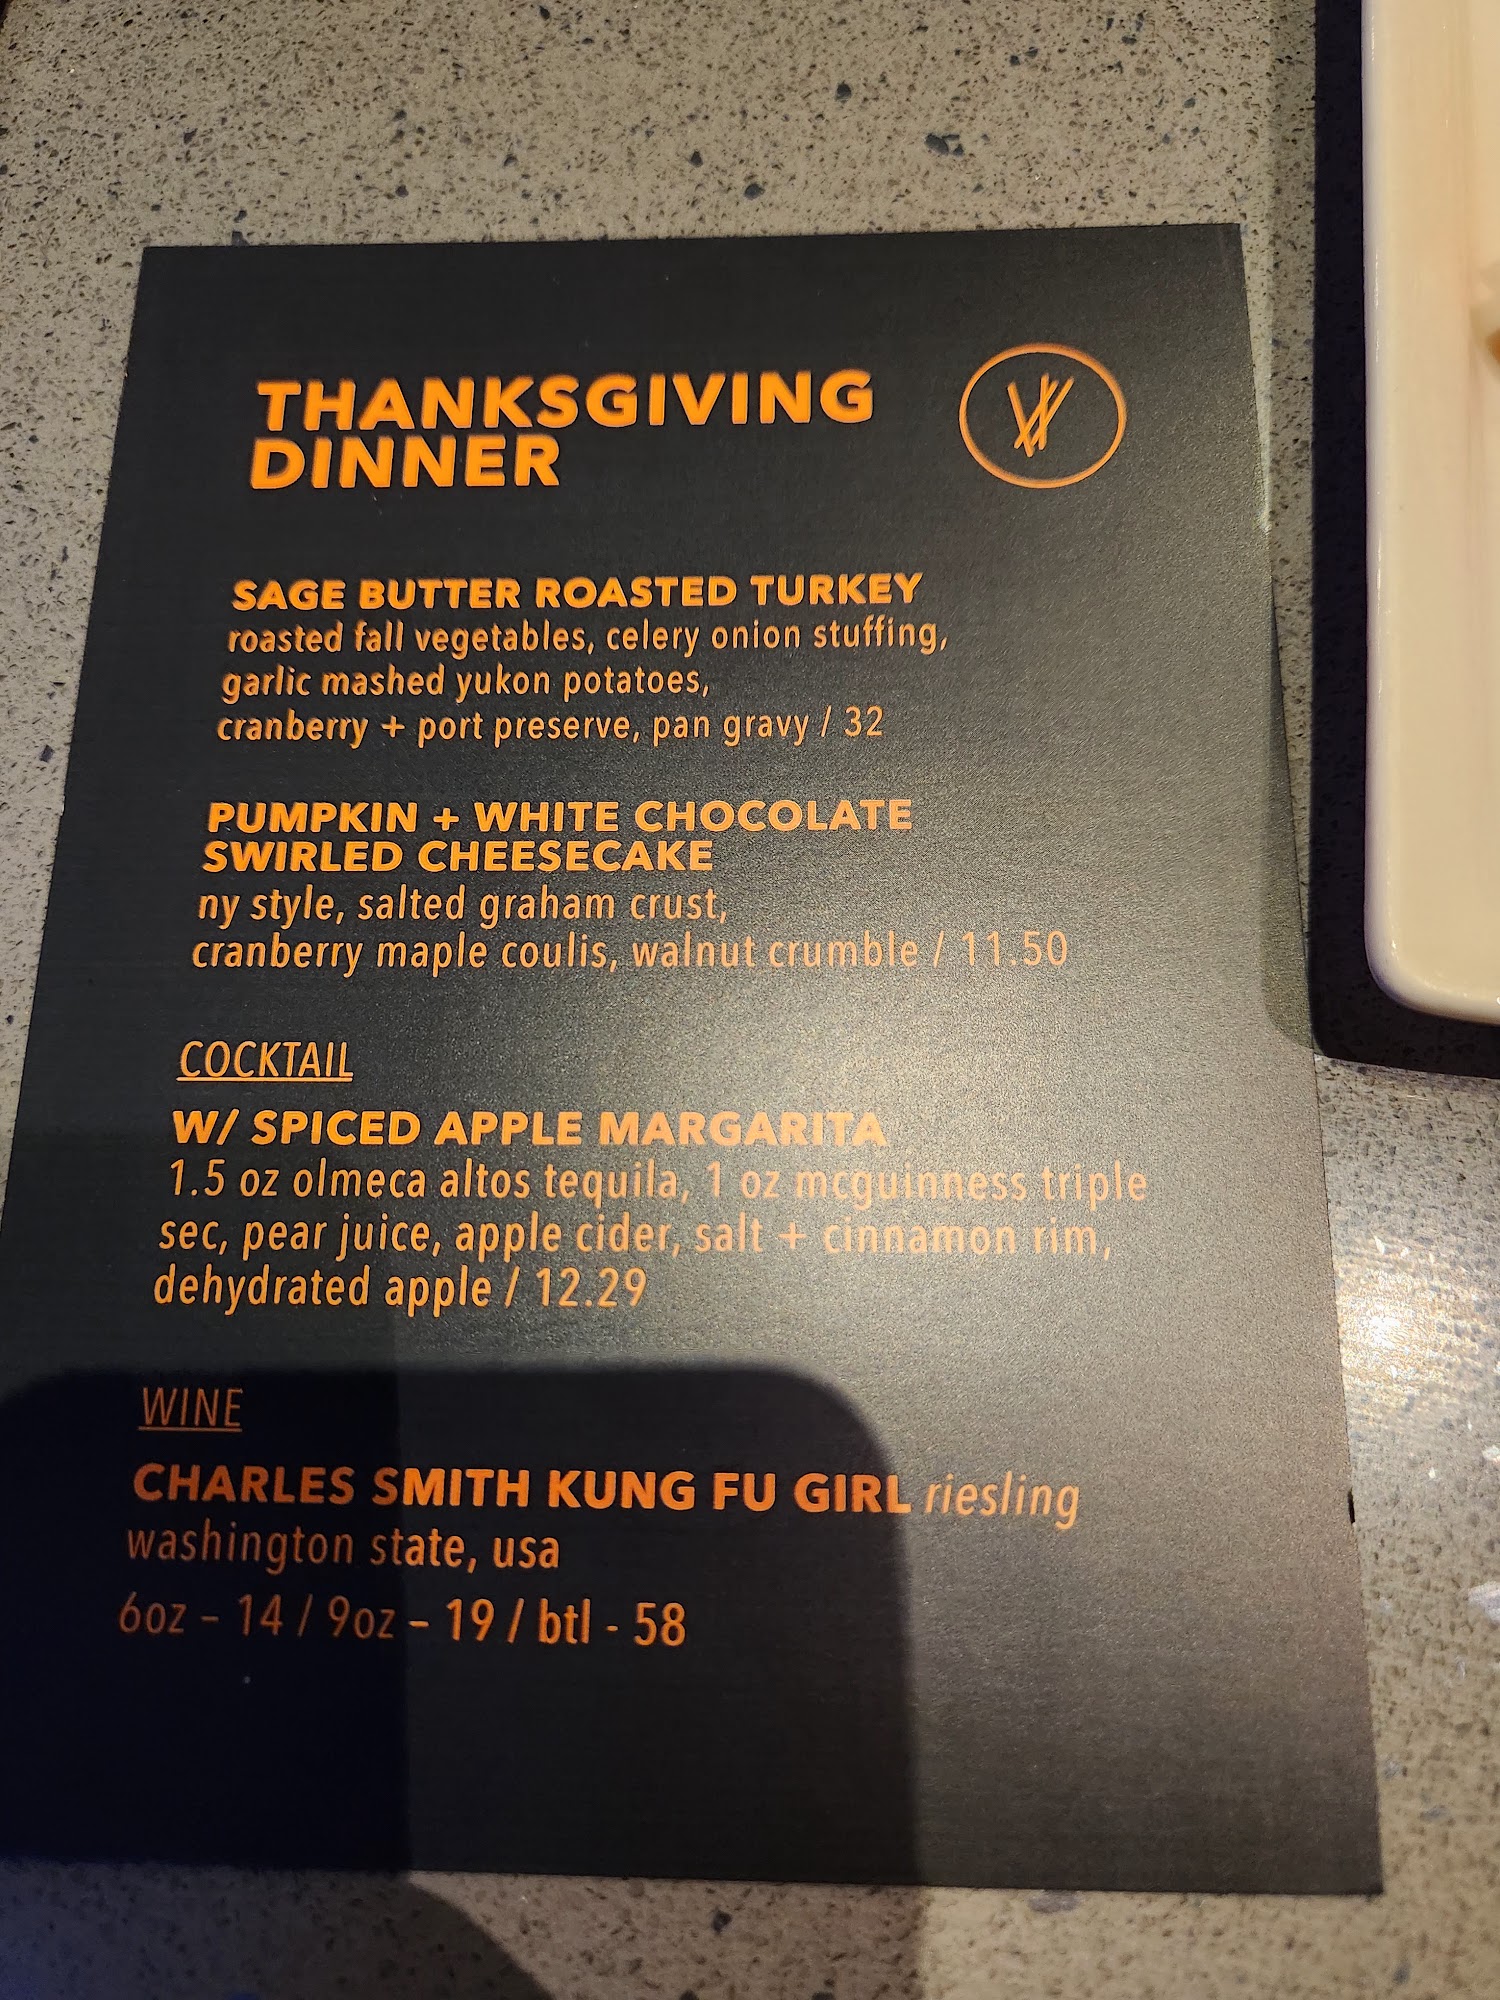 THANKSGIVING
DINNER
SAGE BUTTER ROASTED TURKEY
roasted fall vegetables, celery onion stuffing,
garlic mashed yukon potatoes,
cranberry + port preserve, pan gravy / 32
PUMPKIN + WHITE CHOCOLATE
SWIRLED CHEESECAKE
ny style, salted graham crust,
cranberry maple coulis, walnut crumble / 11.50
COCKTAIL
W/ SPICED APPLE MARGARITA
1.5 oz olmeca altos tequila, 1 oz mcguinness triple
sec, pear juice, apple cider, salt + cinnamon rim,
dehydrated apple / 12.29
WINE
CHARLES SMITH KUNG FU GIRL riesling
washington state, usa
6oz – 14 / 9oz – 19 / btl - 58